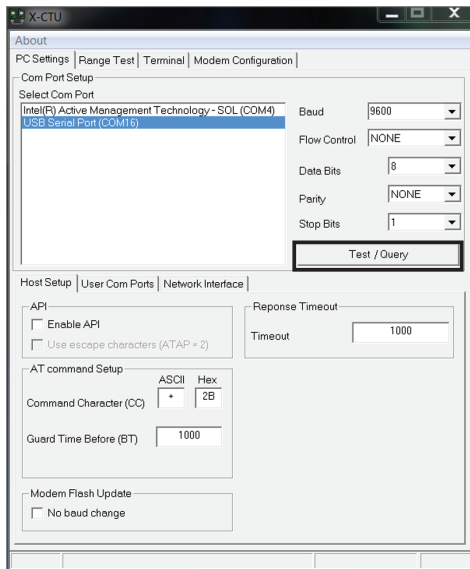 X-CTU
About
PC Settings Range Test Terminal Modem Configuration
Com Port Setup
Select Com Port
Intel(R) Active Management Technology - SOL (COM4)
USB Serial Port (COM16)
Baud 9600
Flow Control NONE
Data Bits 8
Parity NONE
Stop Bits 1
Test / Query
Host Setup User Com Ports Network Interface
API
Enable API
Use escape characters (ATAP = 2)
Reponse Timeout
Timeout 1000
AT command Setup
ASCII Hex
Command Character (CC) + 2B
Guard Time Before (BT) 1000
Modem Flash Update
No baud change